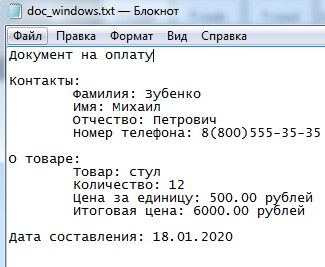 doc_windows.txt — Блокнот
Файл Правка Формат Вид Справка
Документ на оплату
Контакты:
Фамилия: Зубенко
Имя: Михаил
Отчество: Петрович
Номер телефона: 8(800)555-35-35
О товаре:
Товар: стул
Количество: 12
Цена за единицу: 500.00 рублей
Итоговая цена: 6000.00 рублей
Дата составления: 18.01.2020